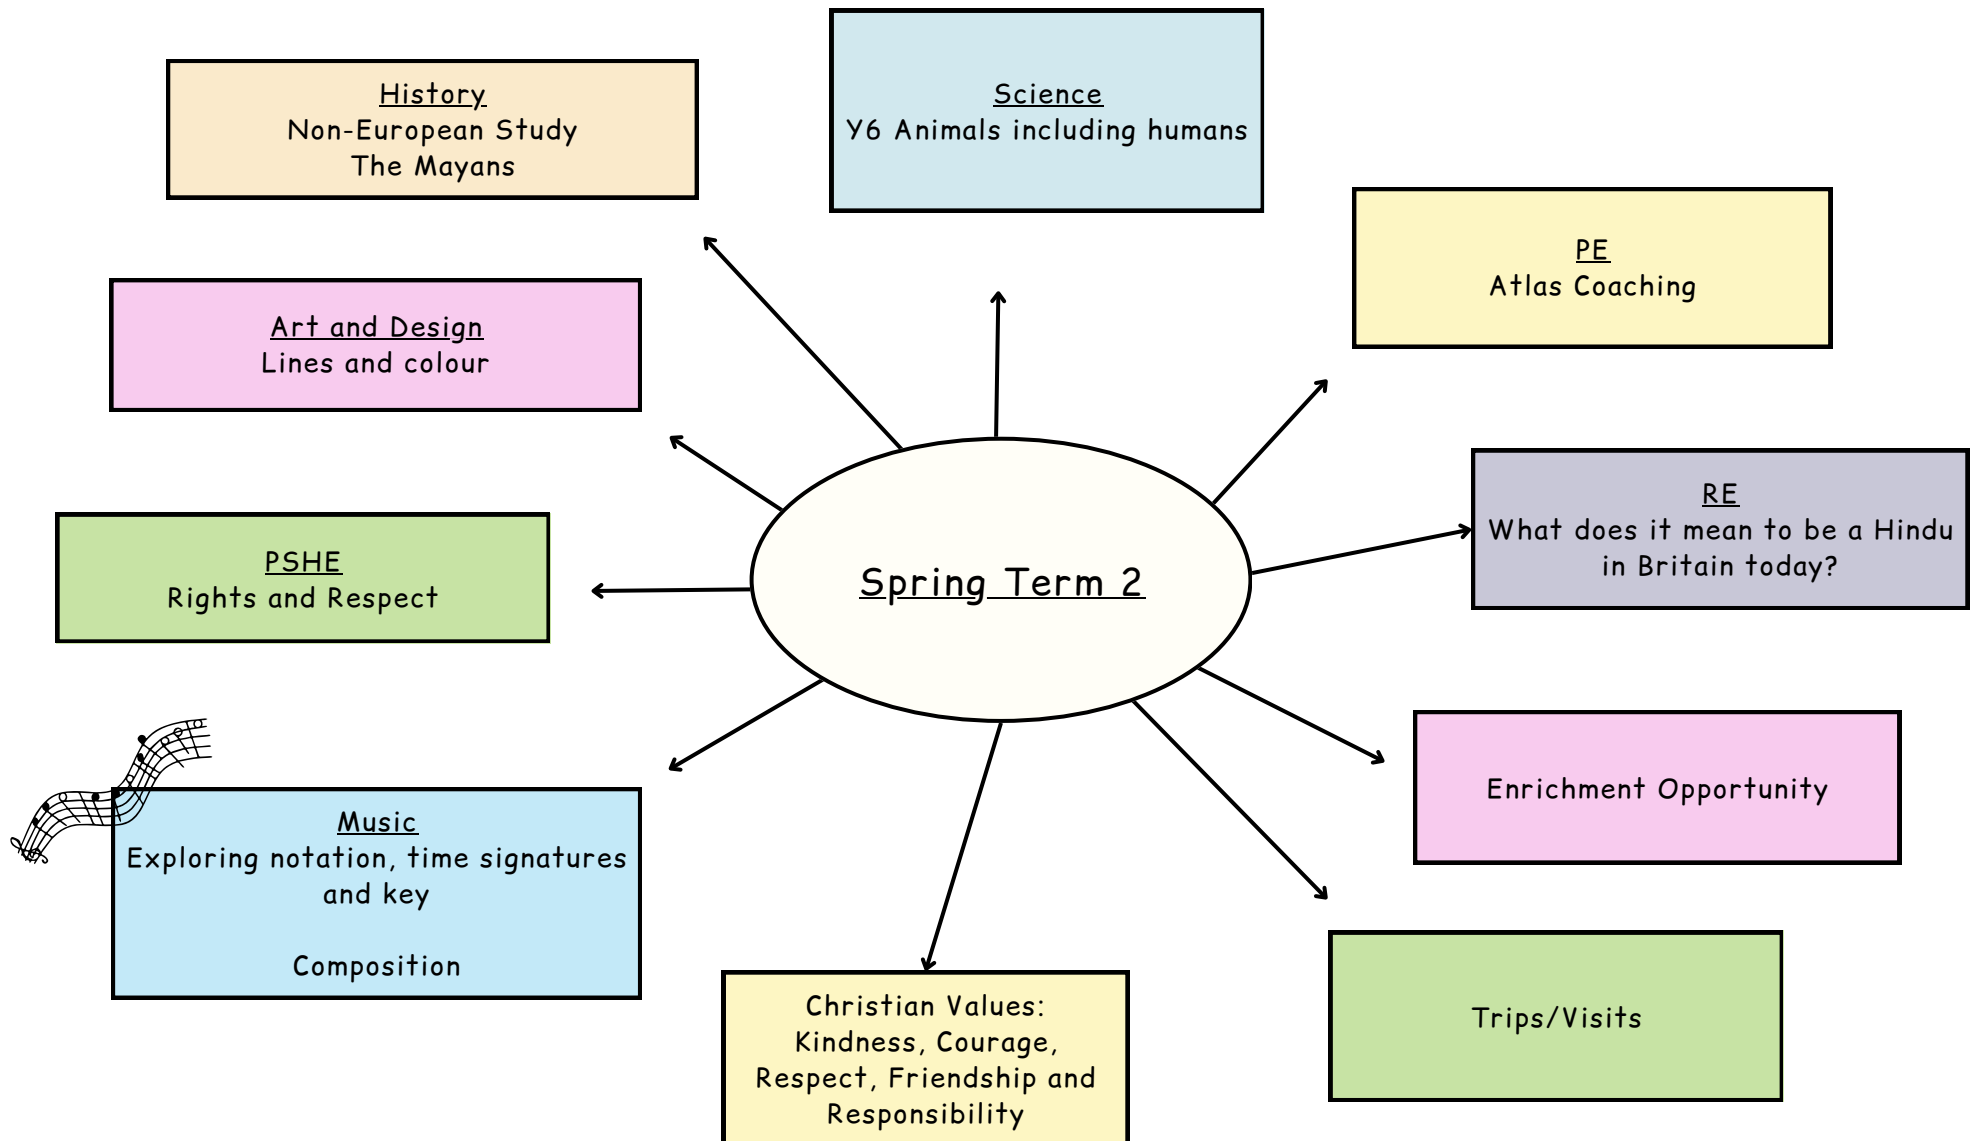 History
Non-European Study
The Mayans
Science
Y6 Animals including humans
PE
Atlas Coaching
Art and Design
Lines and colour
RE
What does it mean to be a Hindu
in Britain today?
PSHE
Rights and Respect
Spring Term 2
Enrichment Opportunity
Music
Exploring notation, time signatures
and key
Composition
Christian Values:
Kindness, Courage,
Respect, Friendship and
Responsibility
Trips/Visits